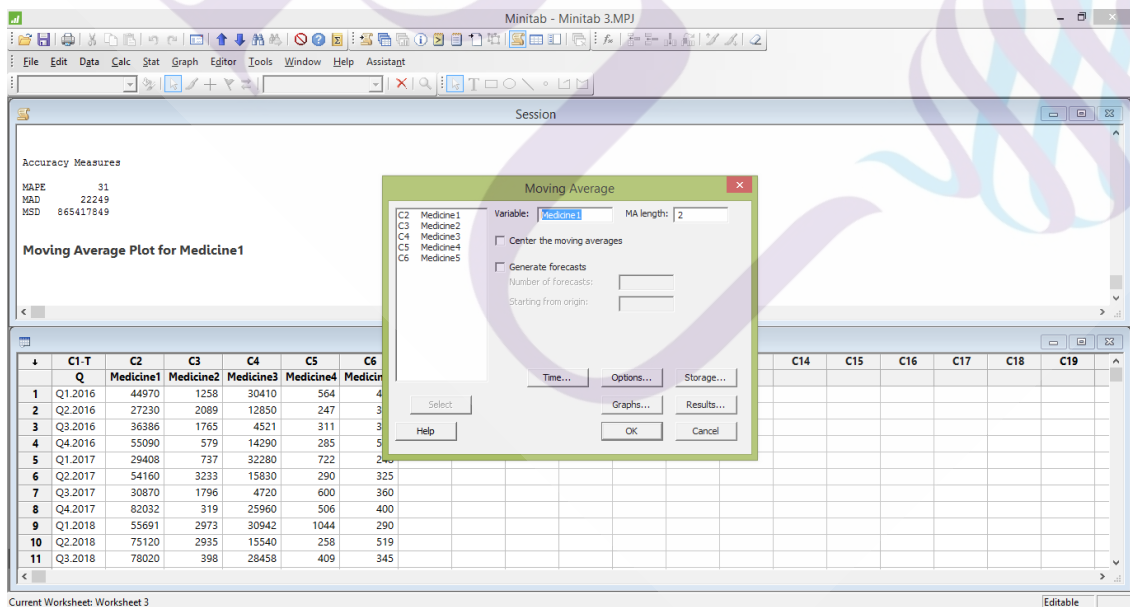 Minitab - Minitab 3.MPJ
File Edit Data Calc Stat Graph Editor Tools Window Help Assistant
Session
Accuracy Measures
MAPE 31
MAD 22249
MSD 865417849
Moving Average Plot for Medicine1
Moving Average
C2 Medicine1
C3 Medicine2
C4 Medicine3
C5 Medicine4
C6 Medicine5
Variable: Medicine1 MA length: 2
Center the moving averages
Generate forecasts
Number of forecasts:
Starting from origin:
Time... Options... Storage...
Select Graphs... Results...
Help OK Cancel
C1-T C2 C3 C4 C5 C6 C14 C15 C16 C17 C18 C19
Q Medicine1 Medicine2 Medicine3 Medicine4 Medicin
1 Q1.2016 44970 1258 30410 564 4
2 Q2.2016 27230 2089 12850 247 3
3 Q3.2016 36386 1765 4521 311 3
4 Q4.2016 55090 579 14290 285 5
5 Q1.2017 29408 737 32280 722
6 Q2.2017 54160 3233 15830 290 325
7 Q3.2017 30870 1796 4720 600 360
8 Q4.2017 82032 319 25960 506 400
9 Q1.2018 55691 2973 30942 1044 290
10 Q2.2018 75120 2935 15540 258 519
11 Q3.2018 78020 398 28458 409 345
Current Worksheet: Worksheet 3 Editable